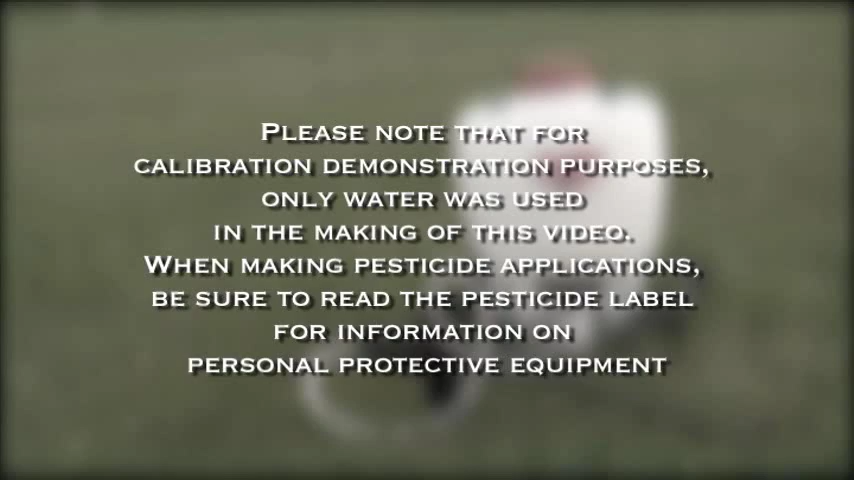 Please note that for
calibration demonstration purposes,
only water was used
in the making of this video.
When making pesticide applications,
be sure to read the pesticide label
for information on
personal protective equipment